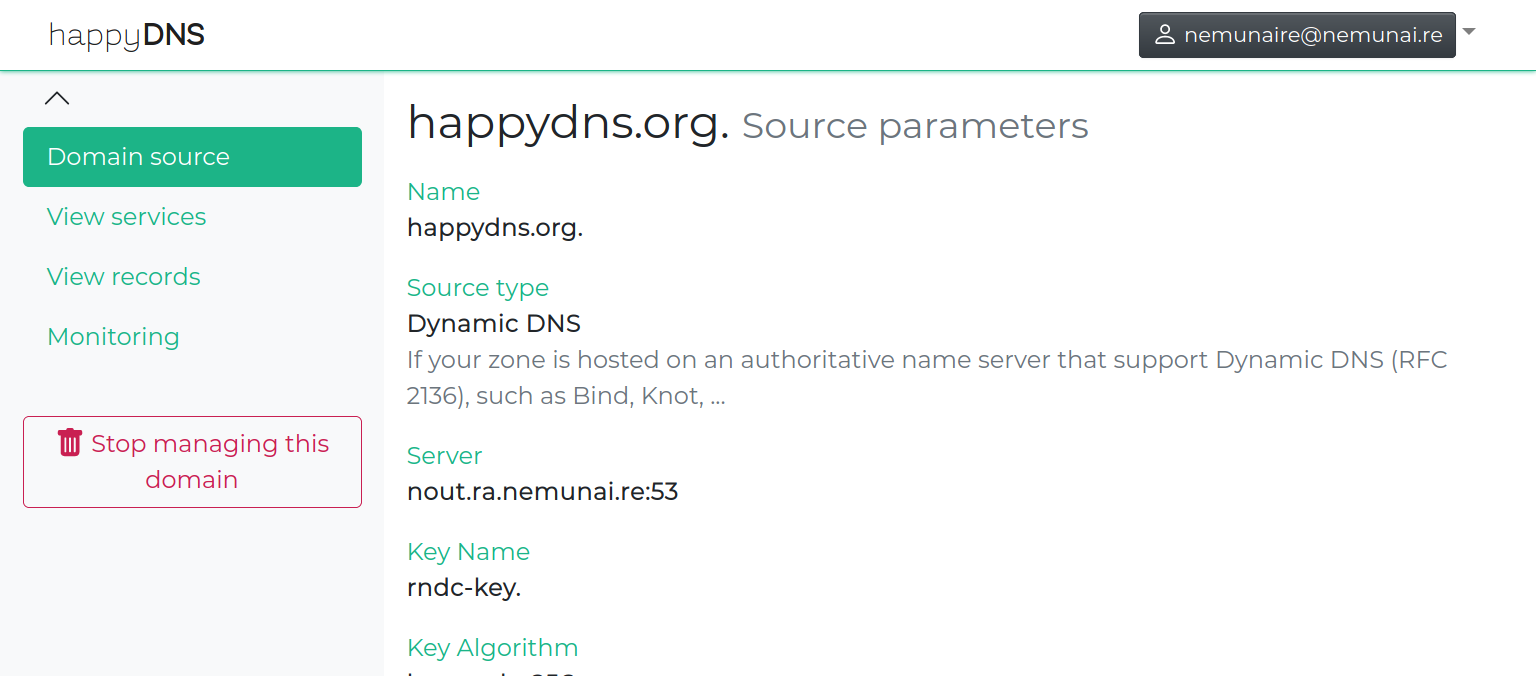 happyDNS
nemunaire@nemunai.re
Domain source
View services
View records
Monitoring
Stop managing this
domain
happydns.org. Source parameters
Name
happydns.org.
Source type
Dynamic DNS
If your zone is hosted on an authoritative name server that support Dynamic DNS (RFC
2136), such as Bind, Knot, ...
Server
nout.ra.nemunai.re:53
Key Name
rndc-key.
Key Algorithm